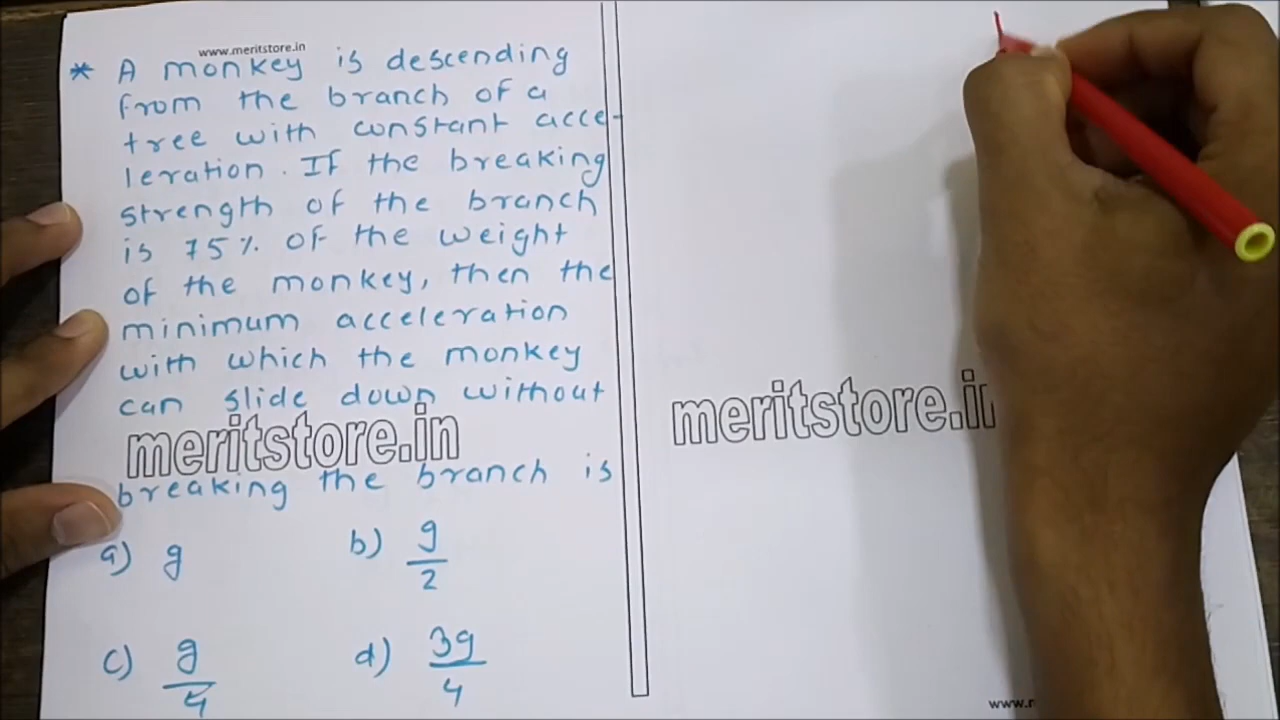 www.meritstore.in
* A monkey is descending
from the branch of a
tree with constant acce-
leration. If the breaking
strength of the branch
is 75% of the weight
of the monkey, then the
minimum acceleration
with which the monkey
can slide down without
meritstore.in
breaking the branch is
a) g b) g/2
c) g/4 d) 3g/4
meritstore.in